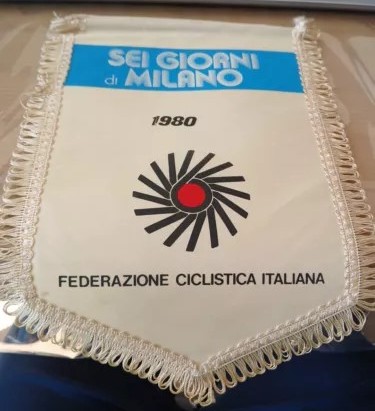 SEI GIORNI
di MILANO
1980
FEDERAZIONE CICLISTICA ITALIANA